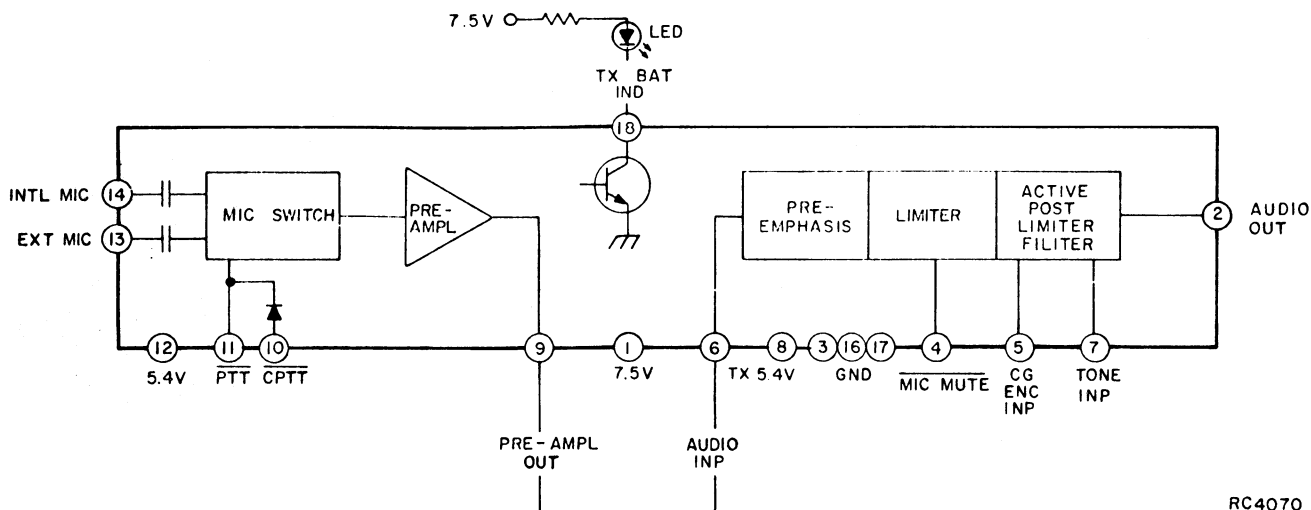 7.5V
LED
TX BAT
IND
18
INTL MIC
14
EXT MIC
13
MIC SWITCH
PRE-
AMPL
PRE-
EMPHASIS
LIMITER
ACTIVE
POST
LIMITER
FILITER
2
AUDIO
OUT
12
11
10
9
1
6
8
3
16
17
4
5
7
5.4V
PTT
CPTT
7.5V
TX 5.4V
GND
MIC MUTE
CG
ENC
INP
TONE
INP
PRE-AMPL
OUT
AUDIO
INP
RC4070